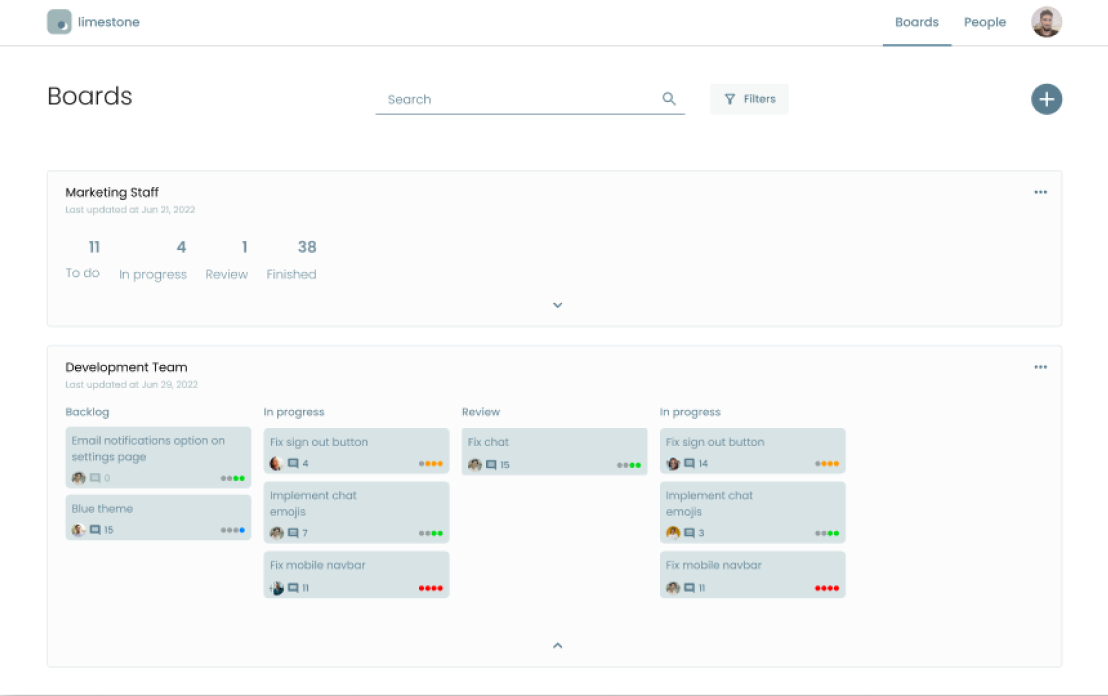 limestone
Boards
People
Boards
Search
Filters
Marketing Staff
Last updated at Jun 21, 2022
11
To do
4
In progress
1
Review
38
Finished
Development Team
Last updated at Jun 29, 2022
Backlog
Email notifications option on
settings page
0
Blue theme
15
In progress
Fix sign out button
4
Implement chat
emojis
7
Fix mobile navbar
11
Review
Fix chat
15
In progress
Fix sign out button
14
Implement chat
emojis
3
Fix mobile navbar
11